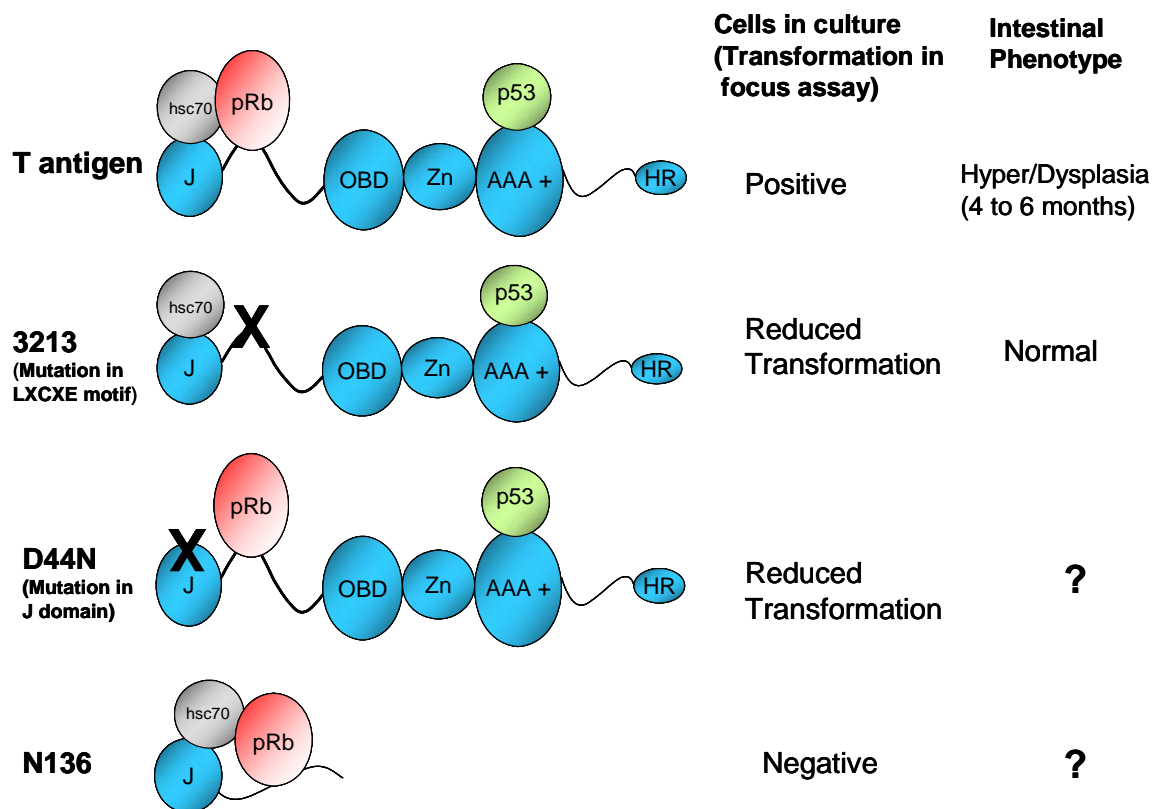 Cells in culture
(Transformation in
focus assay)
Intestinal
Phenotype
T antigen
hsc70
pRb
J
OBD
Zn
AAA +
p53
HR
Positive
Hyper/Dysplasia
(4 to 6 months)
3213
(Mutation in
LXCXE motif)
hsc70
X
J
OBD
Zn
AAA +
p53
HR
Reduced
Transformation
Normal
D44N
(Mutation in
J domain)
X
pRb
J
OBD
Zn
AAA +
p53
HR
Reduced
Transformation
?
N136
hsc70
pRb
J
Negative
?